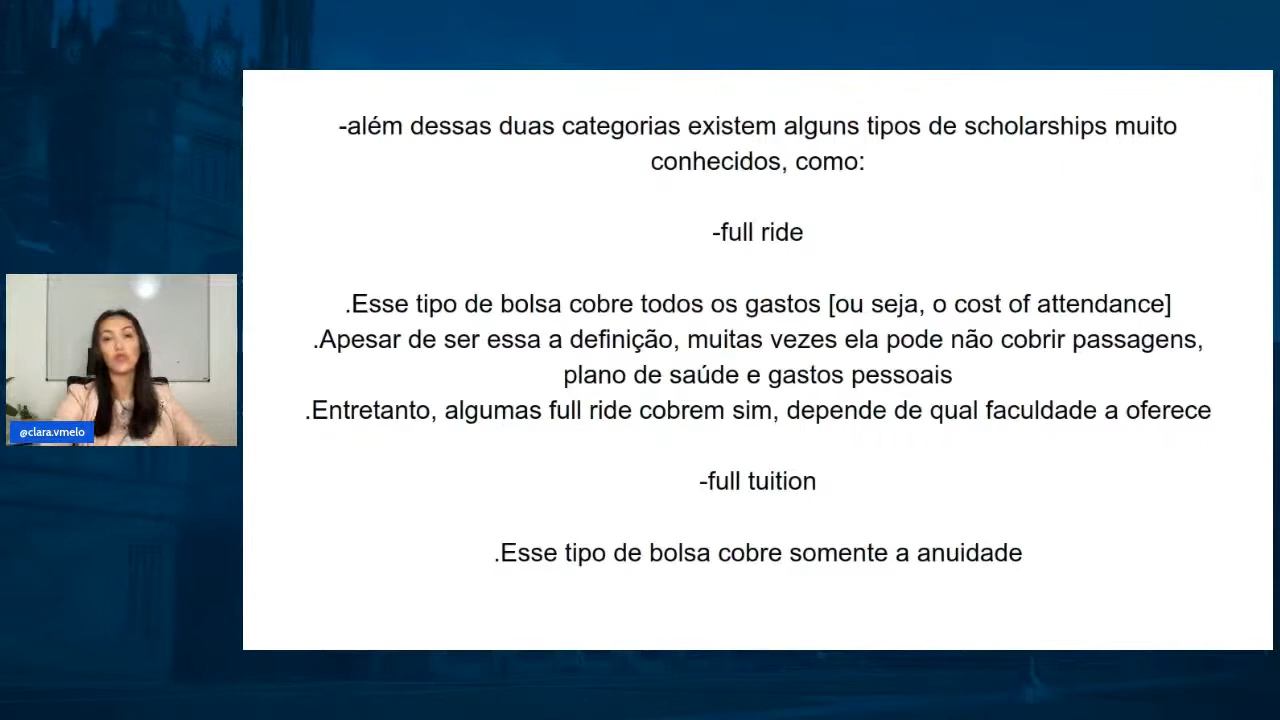 -além dessas duas categorias existem alguns tipos de scholarships muito
conhecidos, como:
-full ride
.Esse tipo de bolsa cobre todos os gastos [ou seja, o cost of attendance]
.Apesar de ser essa a definição, muitas vezes ela pode não cobrir passagens,
plano de saúde e gastos pessoais
.Entretanto, algumas full ride cobrem sim, depende de qual faculdade a oferece
-full tuition
.Esse tipo de bolsa cobre somente a anuidade
@clara.vmelo